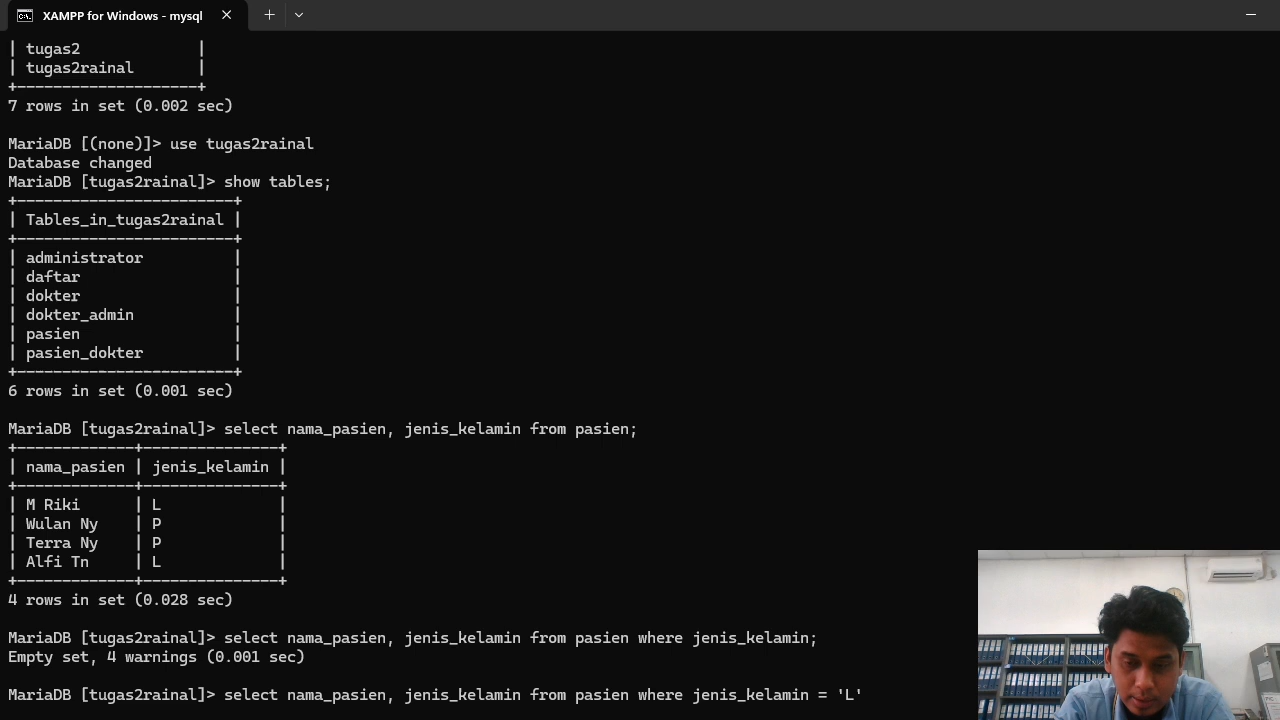 XAMPP for Windows - mysql
| tugas2             |
| tugas2rainal       |
+--------------------+
7 rows in set (0.002 sec)
MariaDB [(none)]> use tugas2rainal
Database changed
MariaDB [tugas2rainal]> show tables;
+------------------------+
| Tables_in_tugas2rainal |
+------------------------+
| administrator          |
| daftar                 |
| dokter                 |
| dokter_admin           |
| pasien                 |
| pasien_dokter          |
+------------------------+
6 rows in set (0.001 sec)
MariaDB [tugas2rainal]> select nama_pasien, jenis_kelamin from pasien;
+-------------+---------------+
| nama_pasien | jenis_kelamin |
+-------------+---------------+
| M Riki      | L             |
| Wulan Ny    | P             |
| Terra Ny    | P             |
| Alfi Tn     | L             |
+-------------+---------------+
4 rows in set (0.028 sec)
MariaDB [tugas2rainal]> select nama_pasien, jenis_kelamin from pasien where jenis_kelamin;
Empty set, 4 warnings (0.001 sec)
MariaDB [tugas2rainal]> select nama_pasien, jenis_kelamin from pasien where jenis_kelamin = 'L'